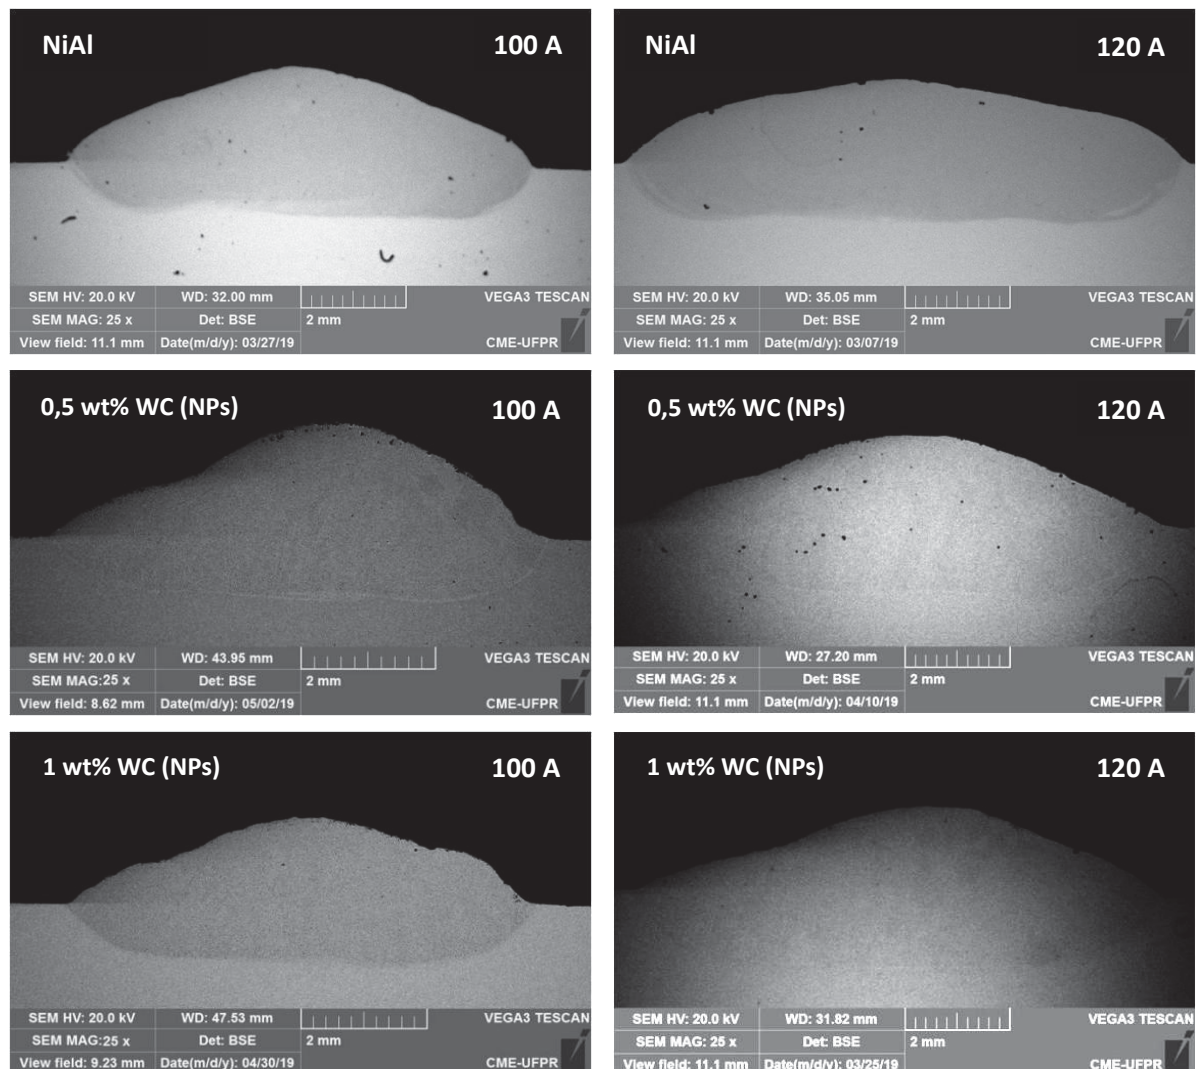 NiAl 100 A
SEM HV: 20.0 kV WD: 32.00 mm VEGA3 TESCAN
SEM MAG: 25 x Det: BSE 2 mm
View field: 11.1 mm Date(m/d/y): 03/27/19 CME-UFPR
NiAl 120 A
SEM HV: 20.0 kV WD: 35.05 mm VEGA3 TESCAN
SEM MAG: 25 x Det: BSE 2 mm
View field: 11.1 mm Date(m/d/y): 03/07/19 CME-UFPR
0,5 wt% WC (NPs) 100 A
SEM HV: 20.0 kV WD: 43.95 mm VEGA3 TESCAN
SEM MAG:25 x Det: BSE 2 mm
View field: 8.62 mm Date(m/d/y): 05/02/19 CME-UFPR
0,5 wt% WC (NPs) 120 A
SEM HV: 20.0 kV WD: 27.20 mm VEGA3 TESCAN
SEM MAG: 25 x Det: BSE 2 mm
View field: 11.1 mm Date(m/d/y): 04/10/19 CME-UFPR
1 wt% WC (NPs) 100 A
SEM HV: 20.0 kV WD: 47.53 mm VEGA3 TESCAN
SEM MAG:25 x Det: BSE 2 mm
View field: 9.23 mm Date(m/d/y): 04/30/19 CME-UFPR
1 wt% WC (NPs) 120 A
SEM HV: 20.0 kV WD: 31.82 mm VEGA3 TESCAN
SEM MAG: 25 x Det: BSE 2 mm
View field: 11.1 mm Date(m/d/y): 03/25/19 CME-UFPR